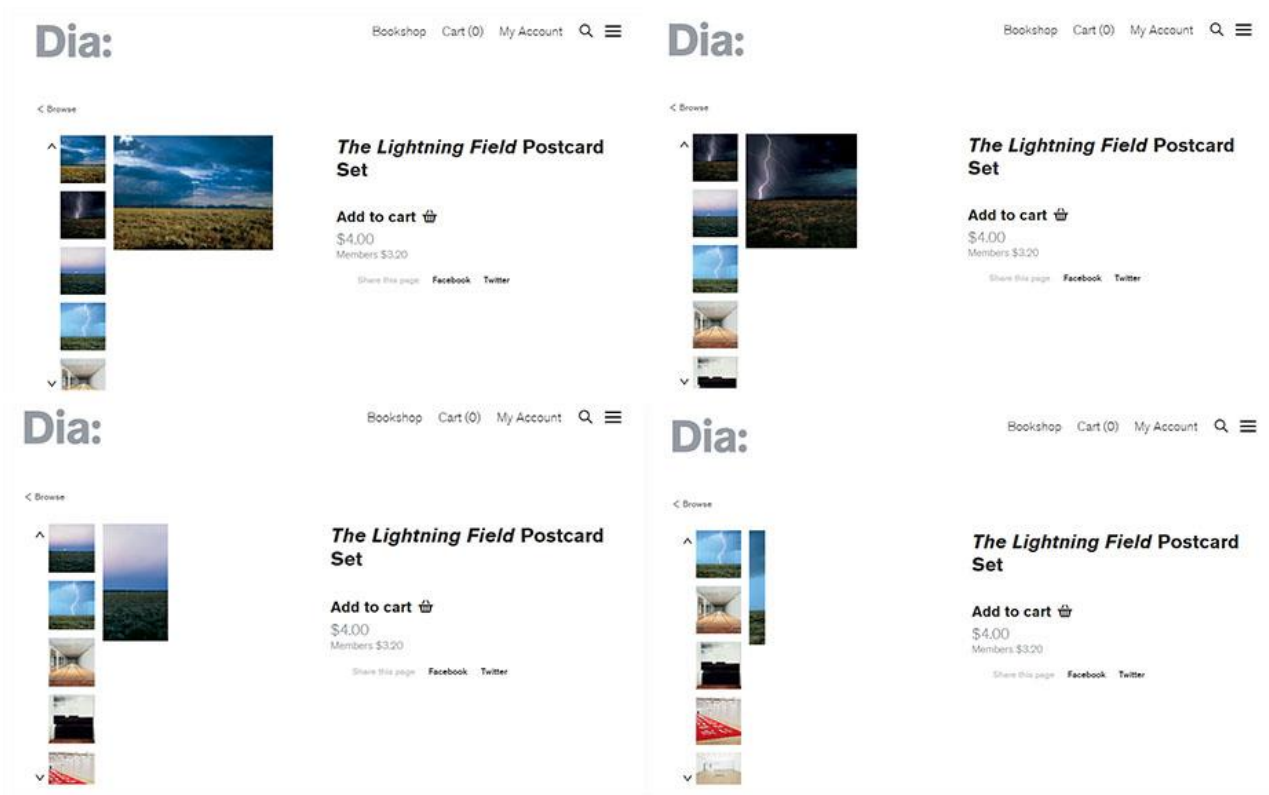 Dia:
Bookshop Cart (0) My Account
< Browse
The Lightning Field Postcard
Set
Add to cart
$4.00
Members $3.20
Share this page Facebook Twitter
Dia:
Bookshop Cart (0) My Account
< Browse
The Lightning Field Postcard
Set
Add to cart
$4.00
Members $3.20
Share this page Facebook Twitter
Dia:
Bookshop Cart (0) My Account
< Browse
The Lightning Field Postcard
Set
Add to cart
$4.00
Members $3.20
Share this page Facebook Twitter
Dia:
Bookshop Cart (0) My Account
< Browse
The Lightning Field Postcard
Set
Add to cart
$4.00
Members $3.20
Share this page Facebook Twitter